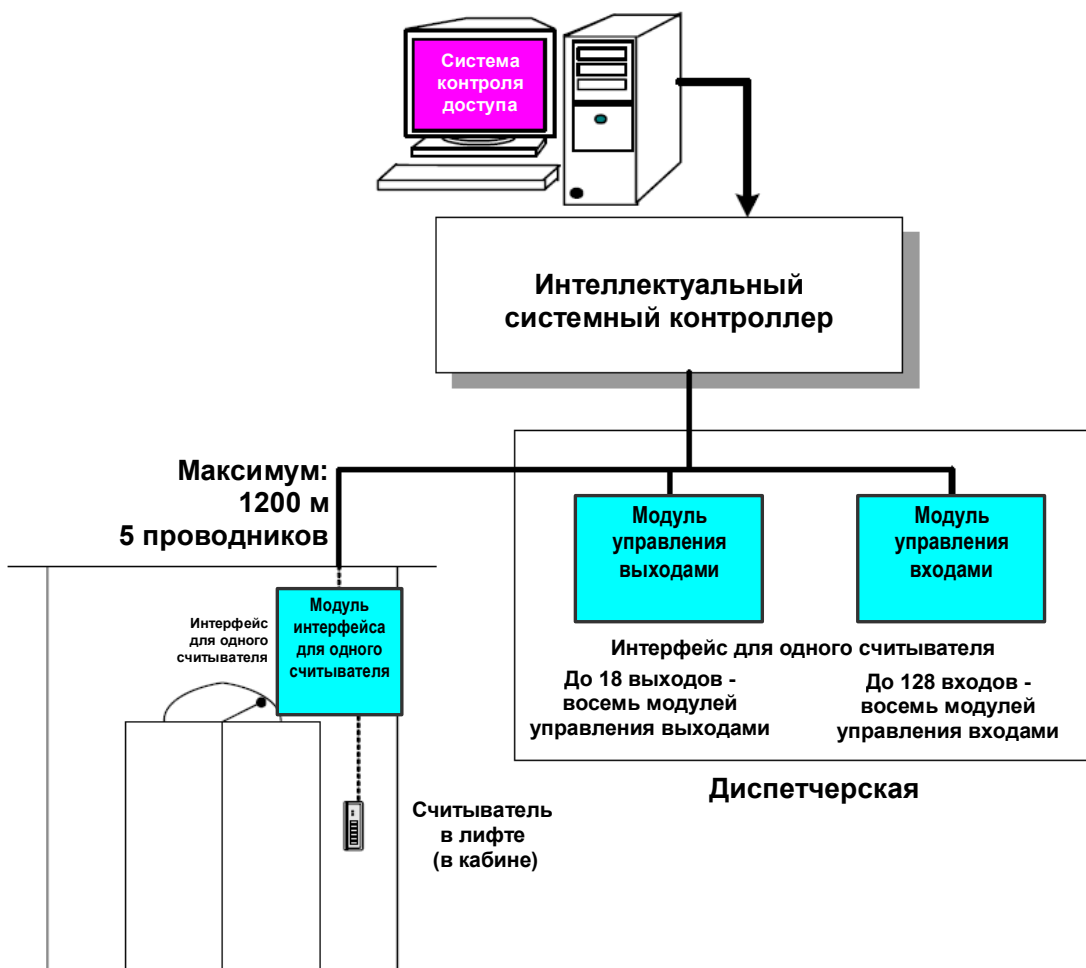 Система
контроля
доступа
Интеллектуальный
системный контроллер
Максимум:
1200 м
5 проводников
Модуль
управления
выходами
Модуль
управления
входами
Интерфейс
для одного
считывателя
Модуль
интерфейса
для одного
считывателя
Интерфейс для одного считывателя
До 18 выходов -
восемь модулей
управления выходами
До 128 входов -
восемь модулей
управления входами
Диспетчерская
Считыватель
в лифте
(в кабине)